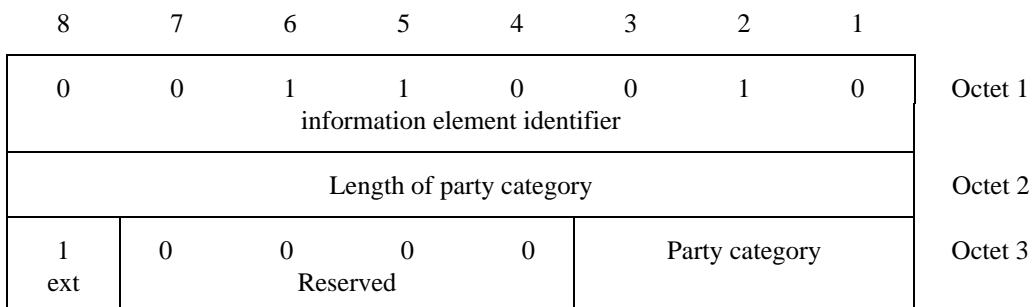 8 7 6 5 4 3 2 1
0 0 1 1 0 0 1 0 Octet 1
information element identifier
Length of party category Octet 2
1 0 0 0 0 Party category Octet 3
ext Reserved